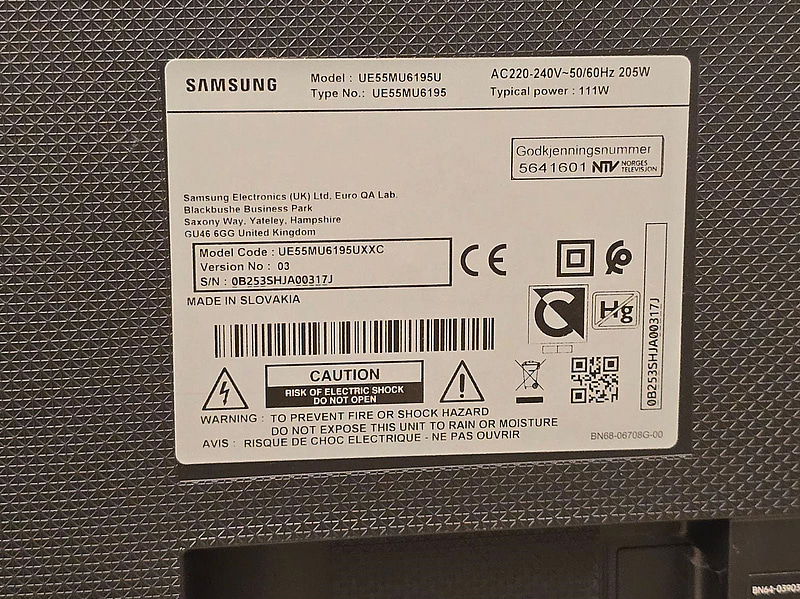 SAMSUNG
Model : UE55MU6195U
Type No.: UE55MU6195
AC220-240V~50/60Hz 205W
Typical power : 111W
Godkjenningsnummer
5641601 NTV NORGES TELEVISJON
Samsung Electronics (UK) Ltd, Euro QA Lab.
Blackbushe Business Park
Saxony Way, Yateley, Hampshire
GU46 6GG United Kingdom
Model Code : UE55MU6195UXXC
Version No : 03
S/N : 0B253SHJA00317J
MADE IN SLOVAKIA
CE
Hg
0B253SHJA00317J
CAUTION
RISK OF ELECTRIC SHOCK
DO NOT OPEN
WARNING : TO PREVENT FIRE OR SHOCK HAZARD
DO NOT EXPOSE THIS UNIT TO RAIN OR MOISTURE
AVIS : RISQUE DE CHOC ELECTRIQUE - NE PAS OUVRIR
BN68-06708G-00
BN64-03903